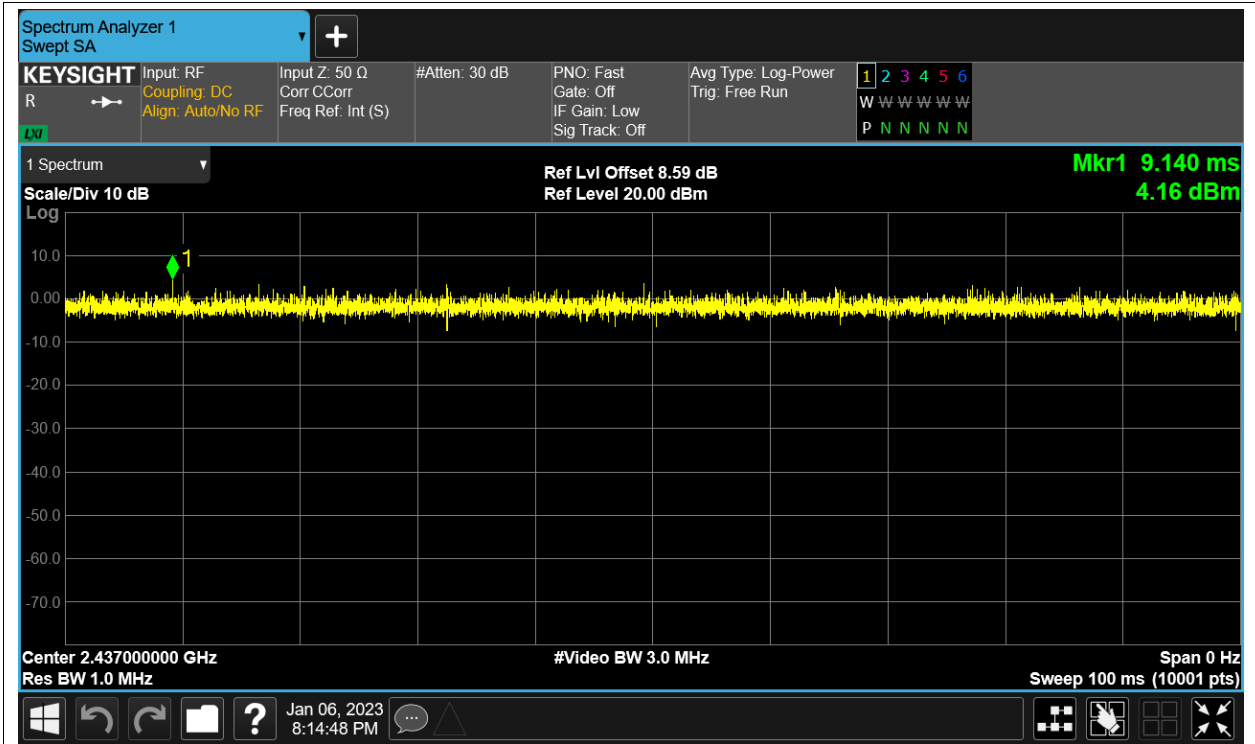 Spectrum Analyzer 1
Swept SA
KEYSIGHT
R
LXI
Input: RF
Coupling: DC
Align: Auto/No RF
Input Z: 50 Ω
Corr CCorr
Freq Ref: Int (S)
#Atten: 30 dB
PNO: Fast
Gate: Off
IF Gain: Low
Sig Track: Off
Avg Type: Log-Power
Trig: Free Run
1 2 3 4 5 6
W W W W W W
P N N N N N
1 Spectrum
Scale/Div 10 dB
Log
Ref Lvl Offset 8.59 dB
Ref Level 20.00 dBm
Mkr1 9.140 ms
4.16 dBm
1
10.0
0.00
-10.0
-20.0
-30.0
-40.0
-50.0
-60.0
-70.0
Center 2.437000000 GHz
Res BW 1.0 MHz
#Video BW 3.0 MHz
Span 0 Hz
Sweep 100 ms (10001 pts)
?
Jan 06, 2023
8:14:48 PM